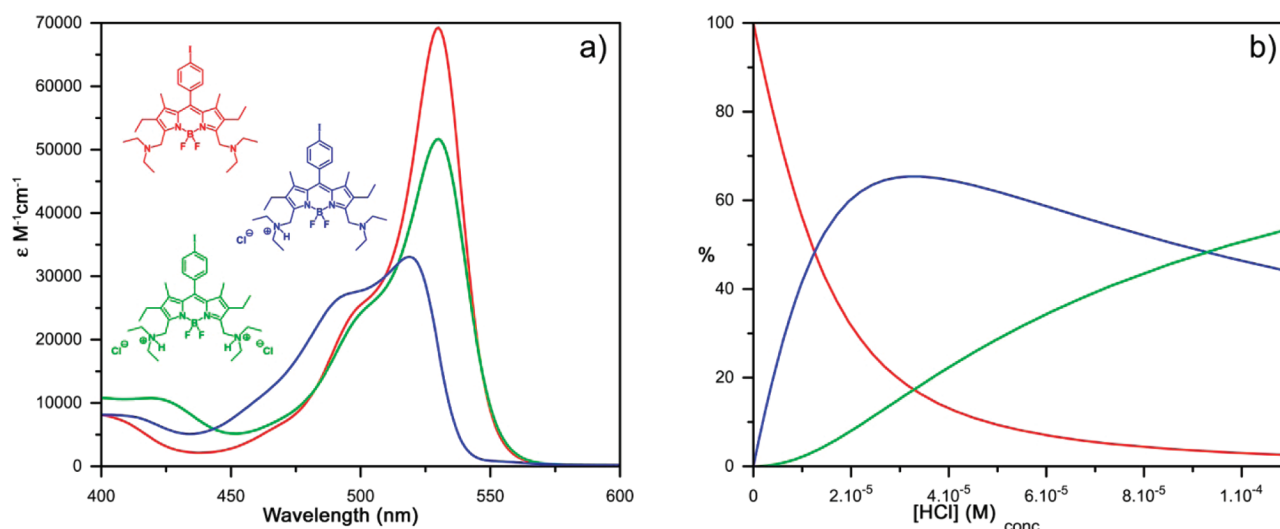 a)
70000
60000
50000
40000
30000
20000
10000
0
ε M⁻¹cm⁻¹
400
450
500
550
600
Wavelength (nm)
I
N
N
B
F
F
N
N
I
N
N
B
F
F
Cl⊖
N
⊕
H
N
I
N
N
B
F
F
Cl⊖
N
⊕
H
N
⊕
H
⊖Cl
b)
100
80
60
40
20
0
%
0
2.10⁻⁵
4.10⁻⁵
6.10⁻⁵
8.10⁻⁵
1.10⁻⁴
[HCl] (M)
conc